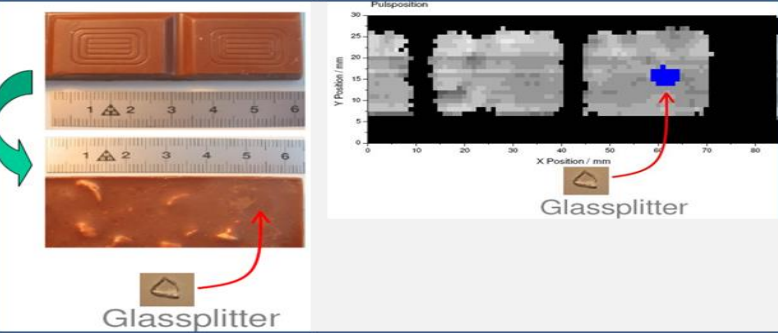 1 2 3 4 5 6
1 2 3 4 5 6
Glassplitter
Pulsposition
Y Position / mm
30
25
20
15
10
5
0
0 10 20 30 40 50 60 70 80
X Position / mm
Glassplitter